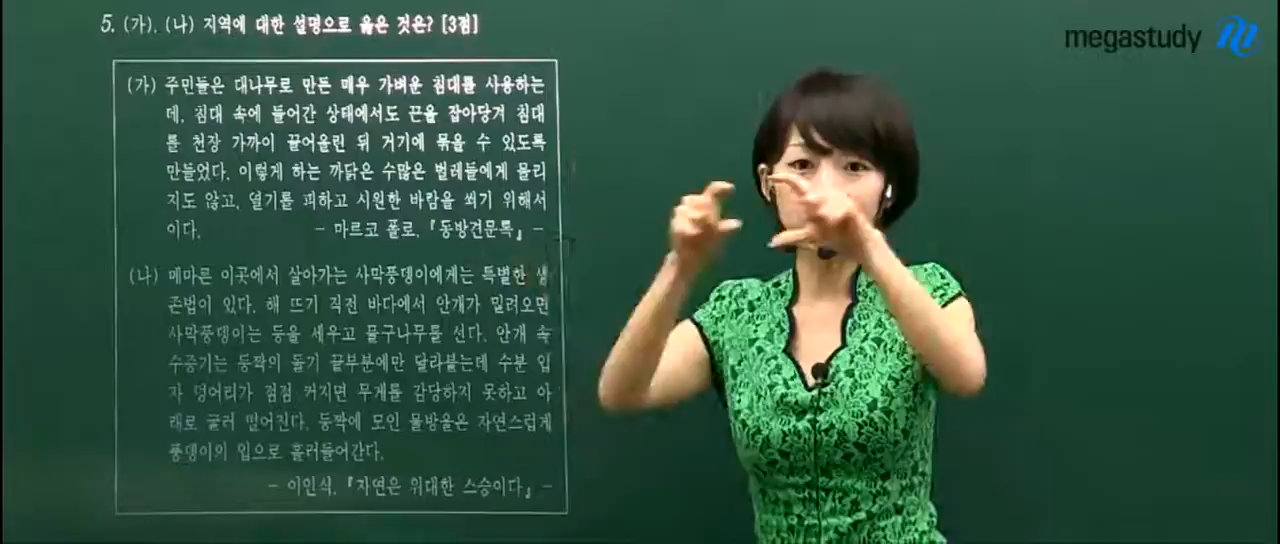 5. (가), (나) 지역에 대한 설명으로 옳은 것은? [3점]
megastudy
(가) 주민들은 대나무로 만든 매우 가벼운 침대를 사용하는
데, 침대 속에 들어간 상태에서도 끈을 잡아당겨 침대
를 천장 가까이 끌어올린 뒤 거기에 묶을 수 있도록
만들었다. 이렇게 하는 까닭은 수많은 벌레들에게 물리
지도 않고, 열기를 피하고 시원한 바람을 쐬기 위해서
이다. - 마르코 폴로, 『동방견문록』 -
(나) 메마른 이곳에서 살아가는 사막풍뎅이에게는 특별한 생
존법이 있다. 해 뜨기 직전 바다에서 안개가 밀려오면
사막풍뎅이는 등을 세우고 물구나무를 선다. 안개 속
수증기는 등짝의 돌기 끝부분에만 달라붙는데 수분 입
자 덩어리가 점점 커지면 무게를 감당하지 못하고 아
래로 굴러 떨어진다. 등짝에 모인 물방울은 자연스럽게
풍뎅이의 입으로 흘러들어간다.
- 이인식, 『자연은 위대한 스승이다』 -